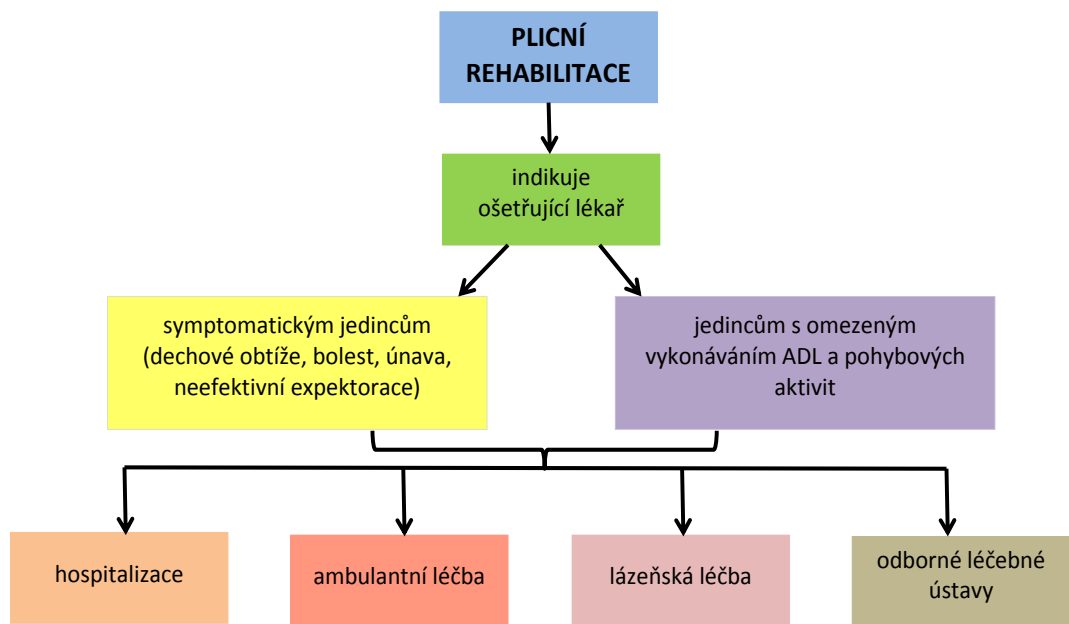 PLICNÍ
REHABILITACE
indikuje
ošetřující lékař
symptomatickým jedincům
(dechové obtíže, bolest, únava,
neefektivní expektorace)
jedincům s omezeným
vykonáváním ADL a pohybových
aktivit
hospitalizace
ambulantní léčba
lázeňská léčba
odborné léčebné
ústavy